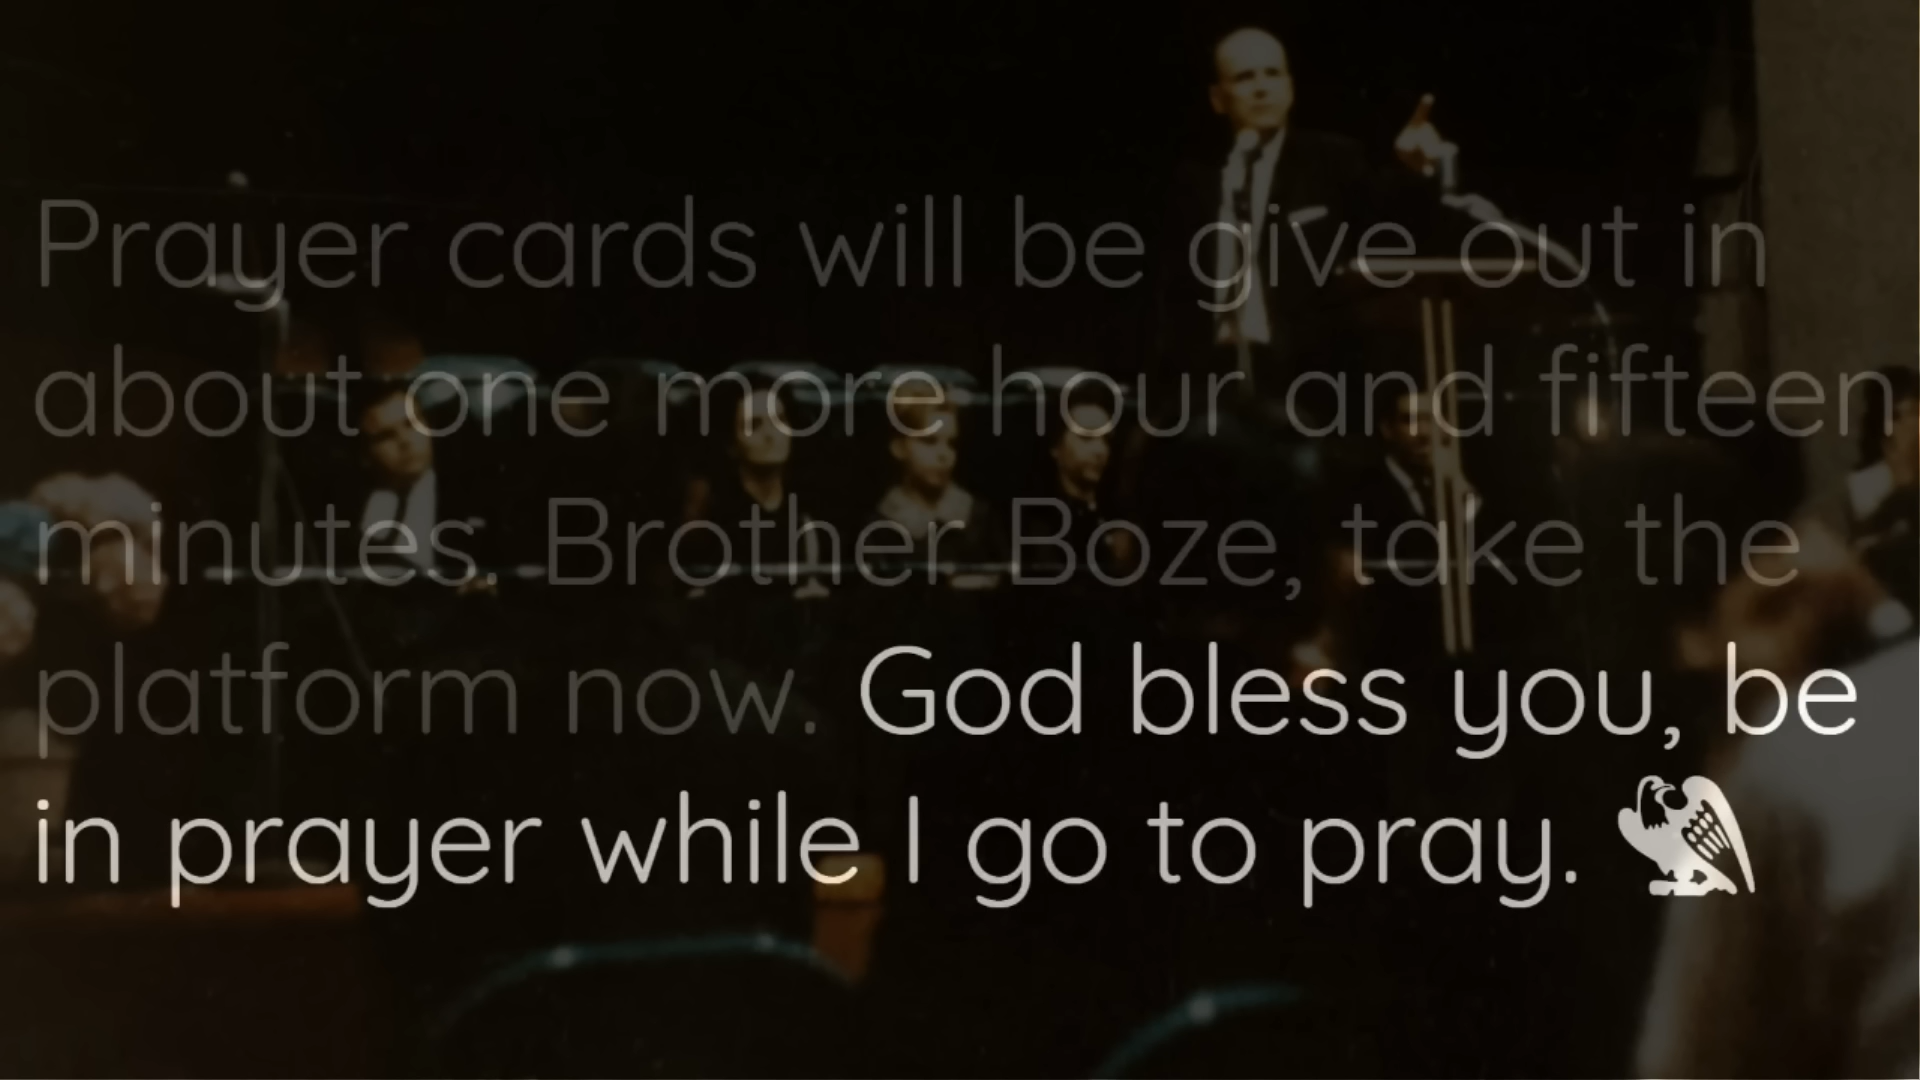 Prayer cards will be give out in
about one more hour and fifteen
minutes. Brother Boze, take the
platform now. God bless you, be
in prayer while I go to pray.